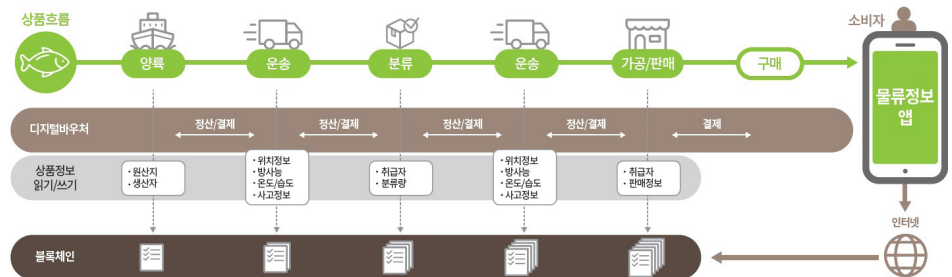 상품흐름
양륙
운송
분류
운송
가공/판매
구매
소비자
물류정보
앱
디지털바우처
정산/결제
정산/결제
정산/결제
정산/결제
결제
상품정보
읽기/쓰기
· 원산지
· 생산자
· 위치정보
· 방사능
· 온도/습도
· 사고정보
· 취급자
· 분류량
· 위치정보
· 방사능
· 온도/습도
· 사고정보
· 취급자
· 판매정보
인터넷
블록체인